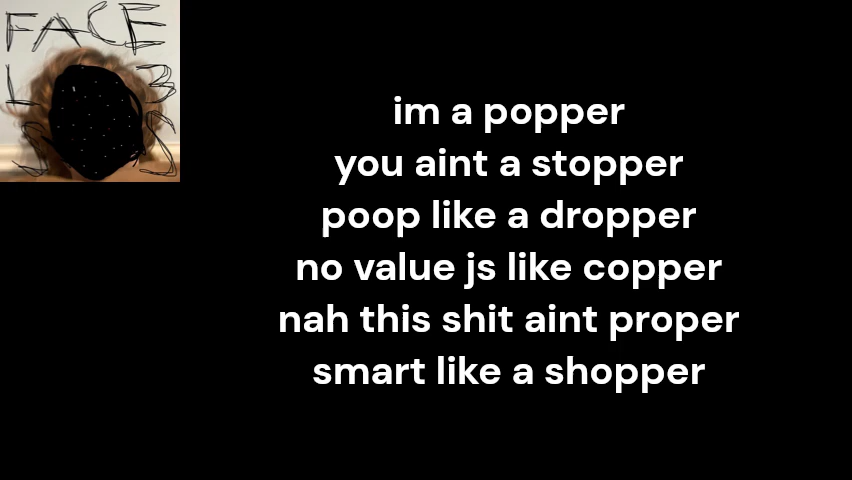 FACE
L
im a popper
you aint a stopper
poop like a dropper
no value js like copper
nah this shit aint proper
smart like a shopper